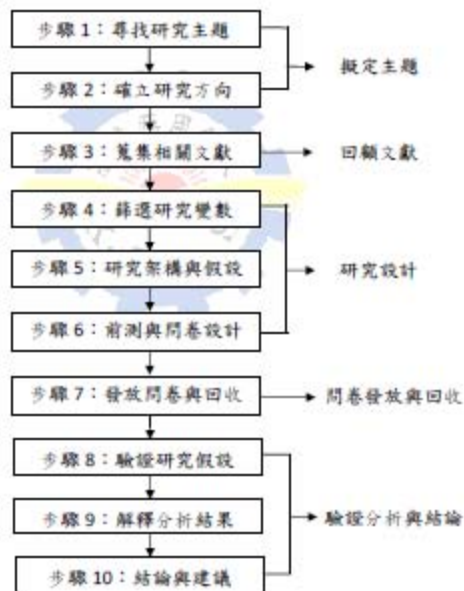 步驟 1：尋找研究主題
擬定主題
步驟 2：確立研究方向
步驟 3：蒐集相關文獻
回顧文獻
步驟 4：篩選研究變數
步驟 5：研究架構與假設
研究設計
步驟 6：前測與問卷設計
步驟 7：發放問卷與回收
問卷發放與回收
步驟 8：驗證研究假設
步驟 9：解釋分析結果
驗證分析與結論
步驟 10：結論與建議